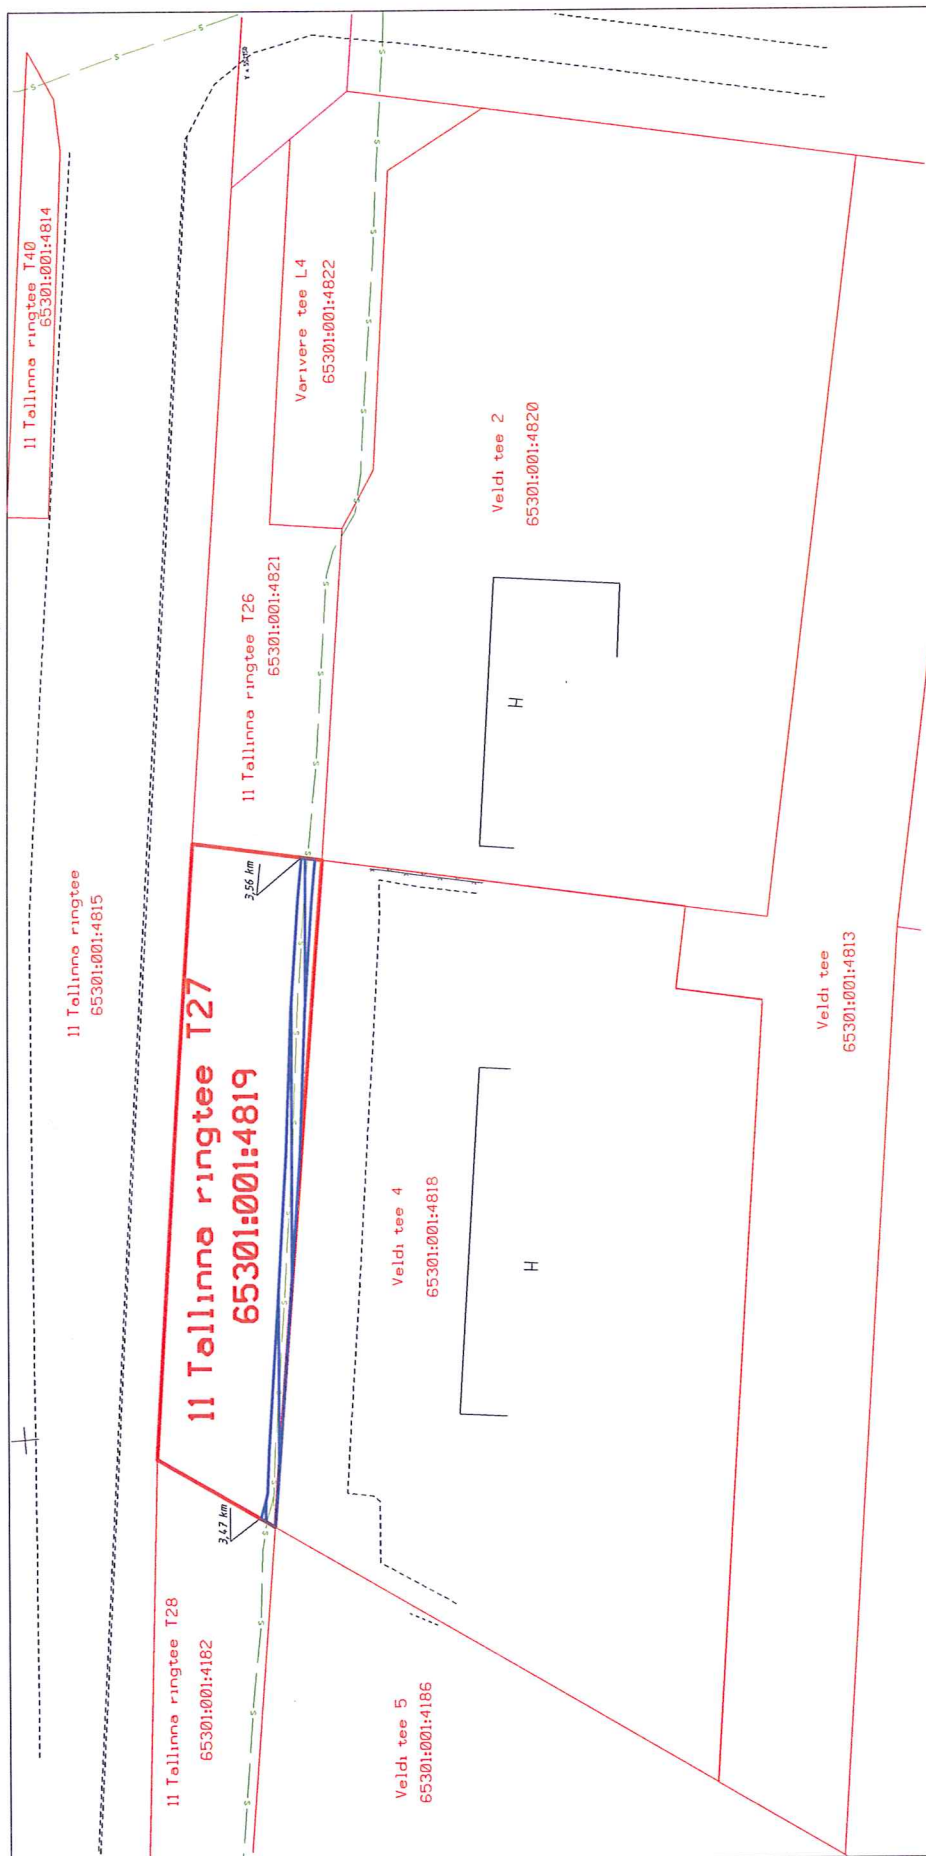 11 Tallinna ringtee T40
65301:001:4814
Varivere tee L4
65301:001:4822
Veldi tee 2
65301:001:4820
11 Tallinna ringtee T26
65301:001:4821
H
3,56 km
11 Tallinna ringtee
65301:001:4815
11 Tallinna ringtee T27
65301:001:4819
Veldi tee
65301:001:4813
Veldi tee 4
65301:001:4818
H
3,47 km
11 Tallinna ringtee T28
65301:001:4182
Veldi tee 5
65301:001:4186